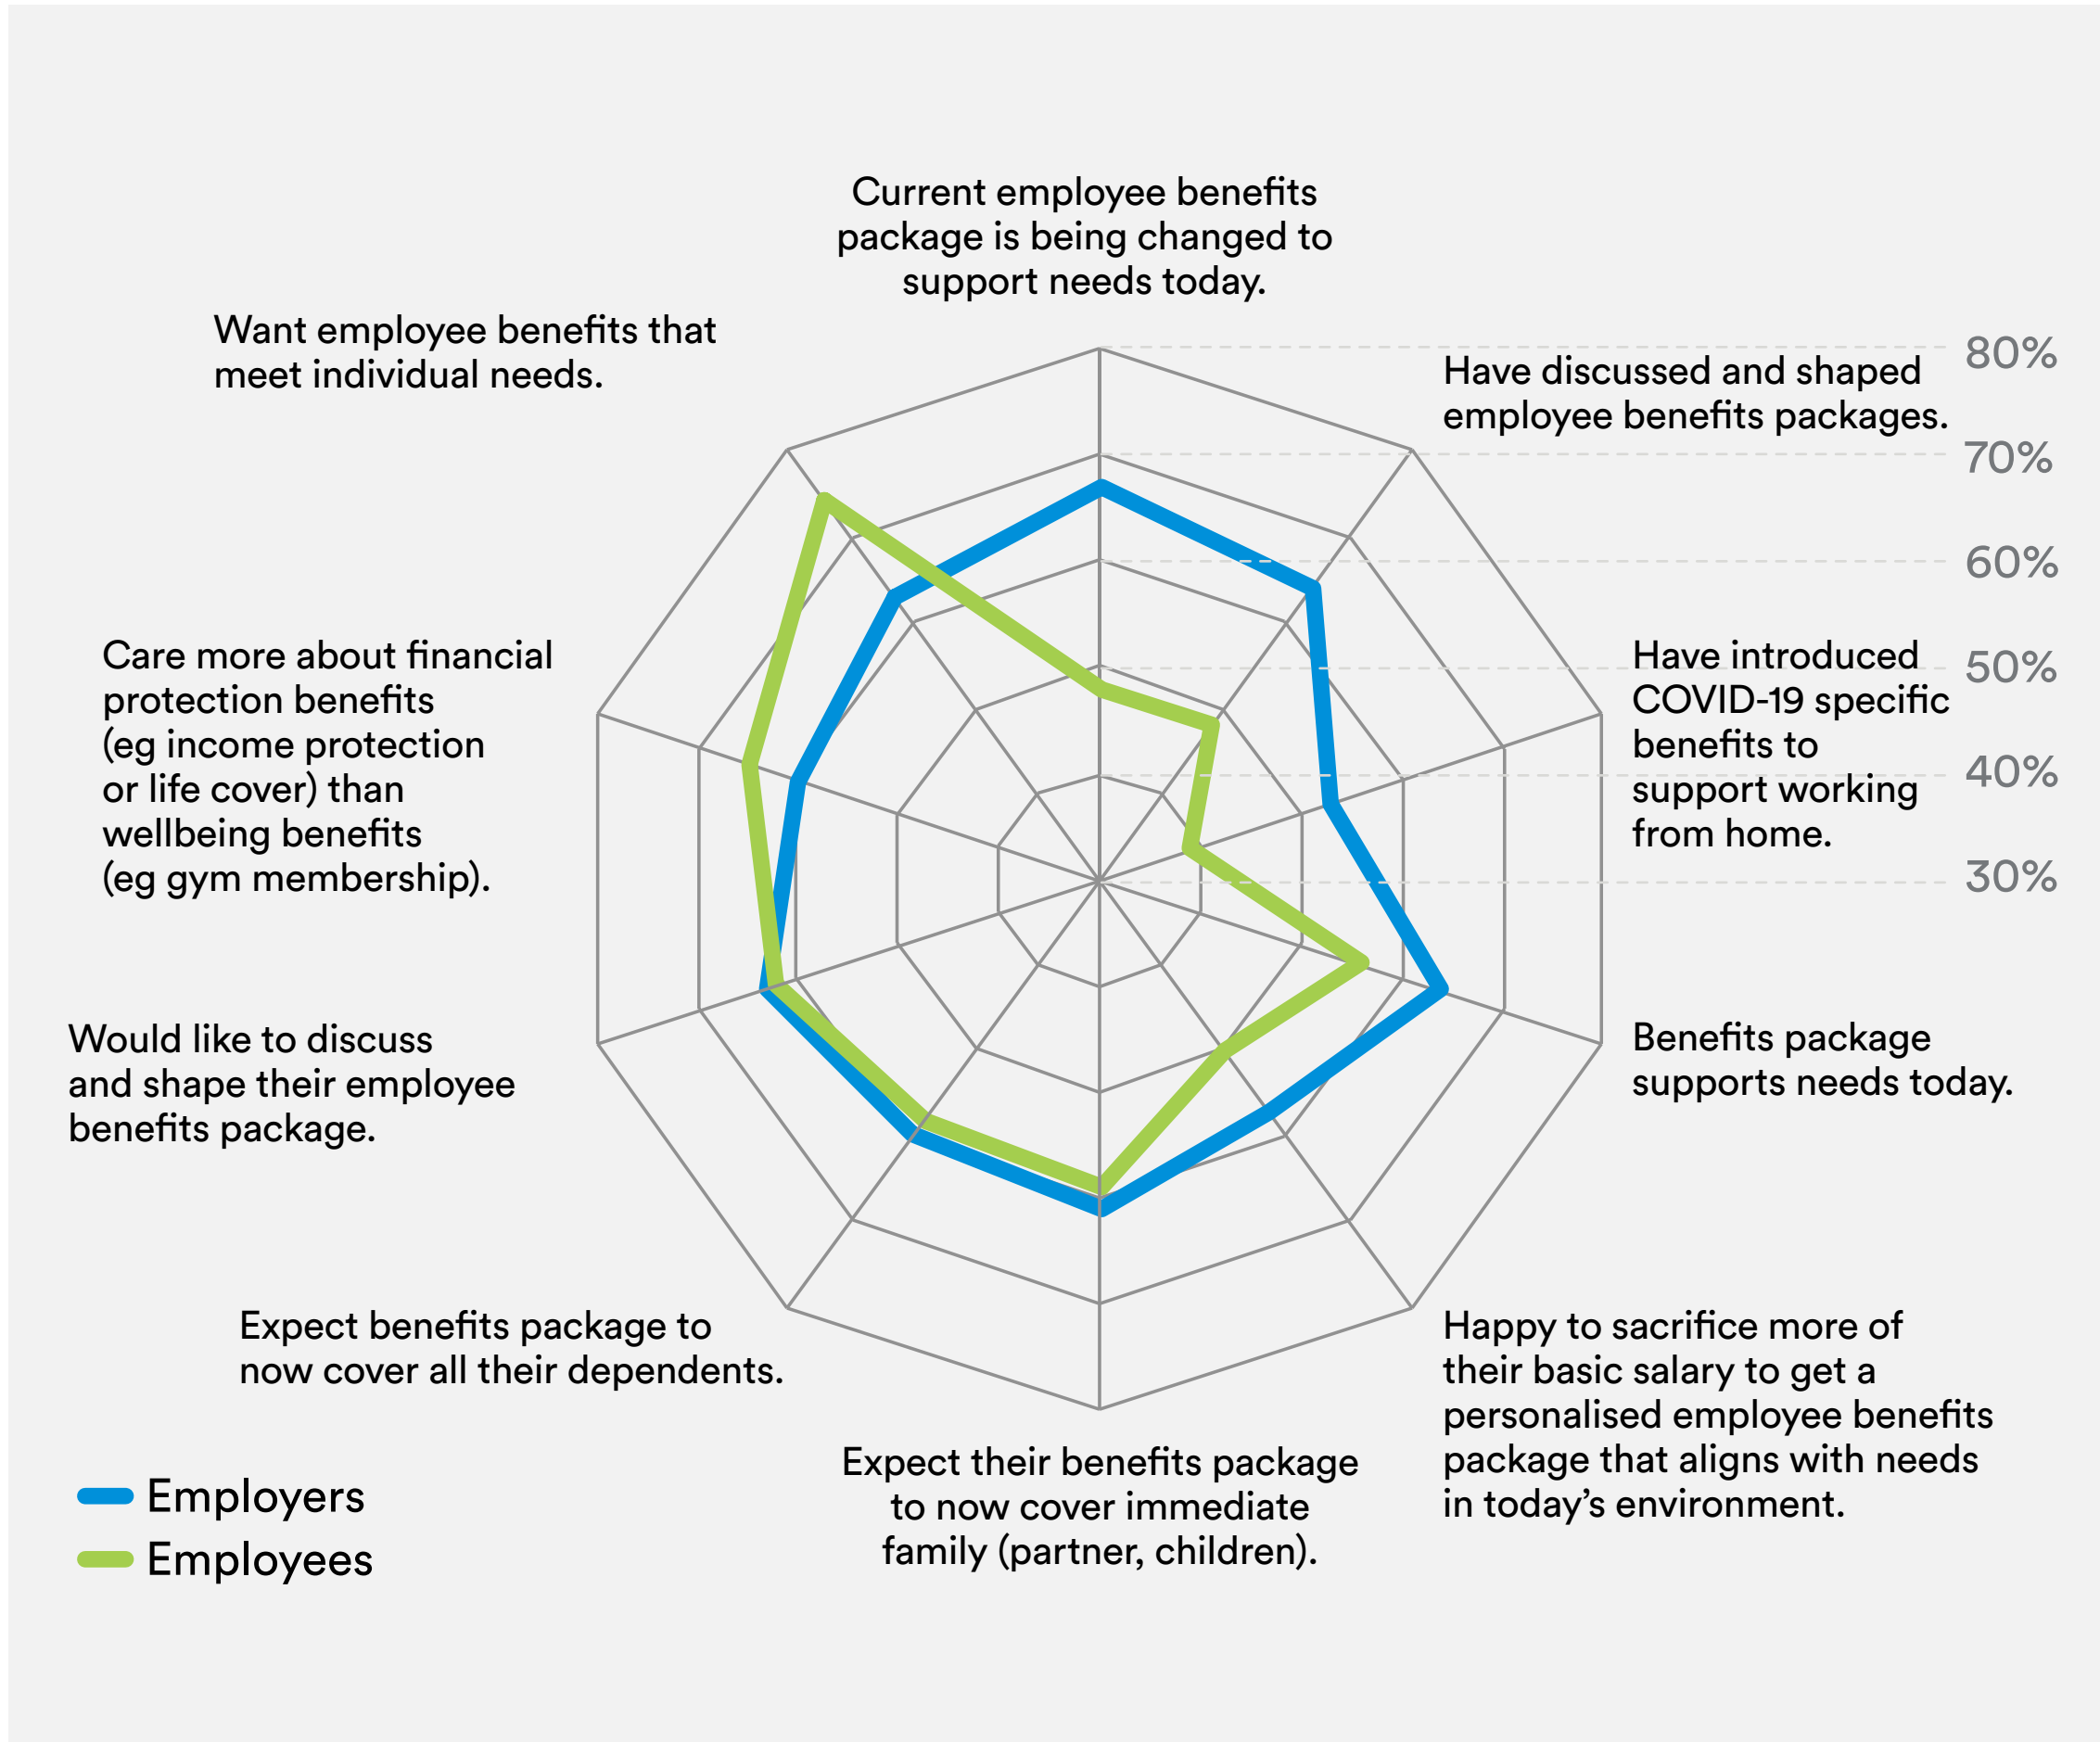 Current employee benefits
package is being changed to
support needs today.
Want employee benefits that
meet individual needs.
Have discussed and shaped
employee benefits packages.
80%
70%
60%
50%
40%
30%
Care more about financial
protection benefits
(eg income protection
or life cover) than
wellbeing benefits
(eg gym membership).
Have introduced
COVID-19 specific
benefits to
support working
from home.
Would like to discuss
and shape their employee
benefits package.
Benefits package
supports needs today.
Expect benefits package to
now cover all their dependents.
Happy to sacrifice more of
their basic salary to get a
personalised employee benefits
package that aligns with needs
in today’s environment.
Expect their benefits package
to now cover immediate
family (partner, children).
Employers
Employees